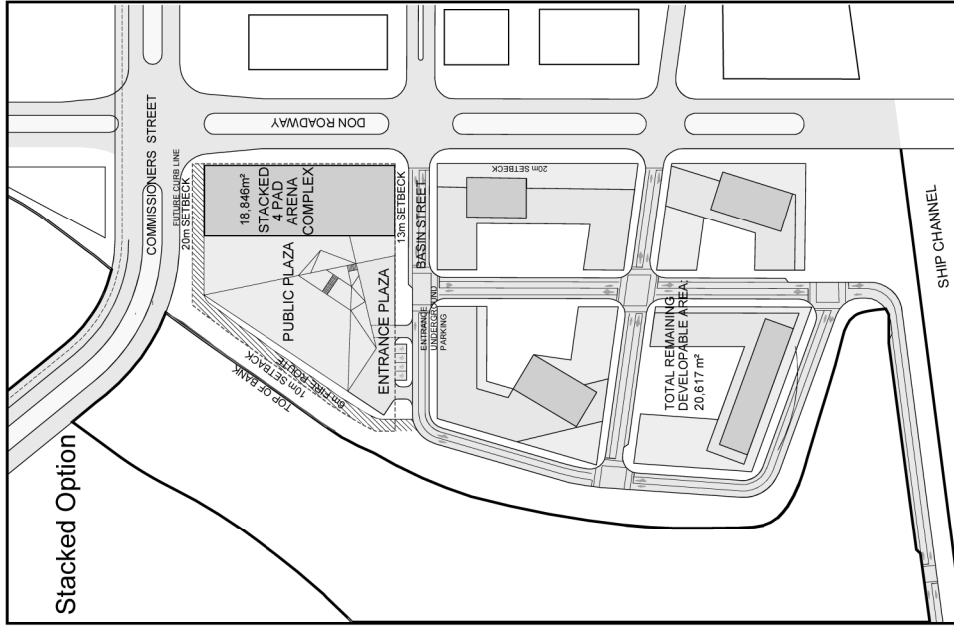 Stacked Option
COMMISSIONERS STREET
FUTURE CURB LINE
20m SETBECK
DON ROADWAY
18,846m²
STACKED
4 PAD
ARENA
COMPLEX
PUBLIC PLAZA
ENTRANCE PLAZA
TOP OF BANK
10m SETBACK
6m FIRE ROUTE
13m SETBECK
BASIN STREET
ENTRANCE
UNDERGROUND
PARKING
20m SETBECK
TOTAL REMAINING
DEVELOPABLE AREA:
20,617 m²
SHIP CHANNEL